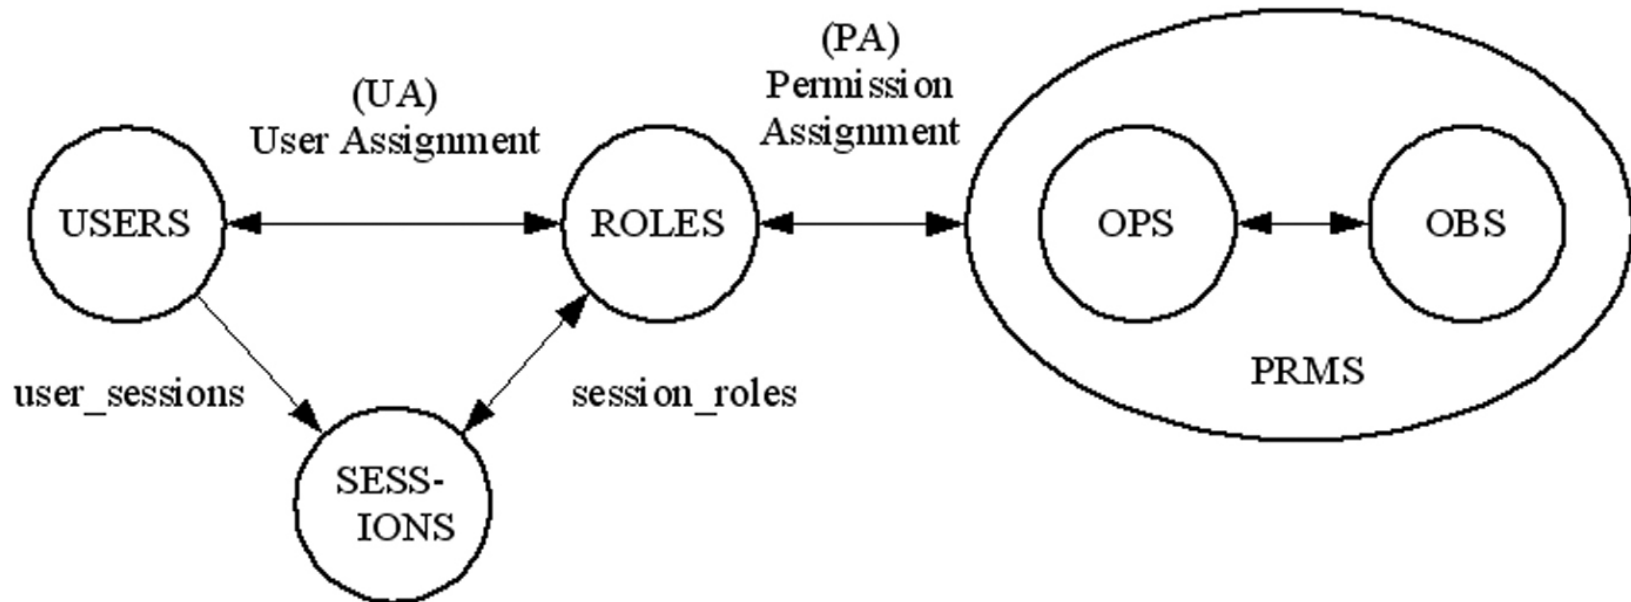 (PA)
Permission
Assignment
(UA)
User Assignment
USERS
ROLES
OPS
OBS
PRMS
user_sessions
session_roles
SESS-
IONS